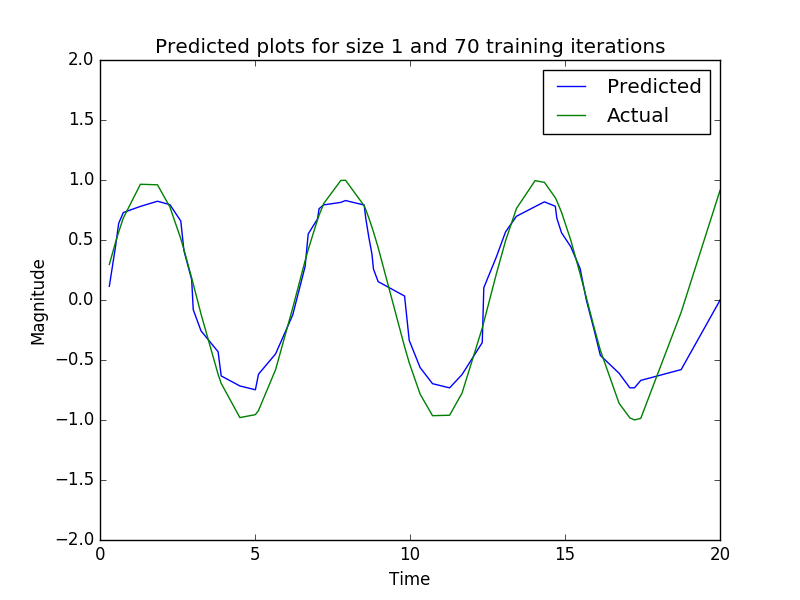 Predicted plots for size 1 and 70 training iterations
2.0
1.5
1.0
0.5
0.0
−0.5
−1.0
−1.5
−2.0
Magnitude
Predicted
Actual
0 5 10 15 20
Time